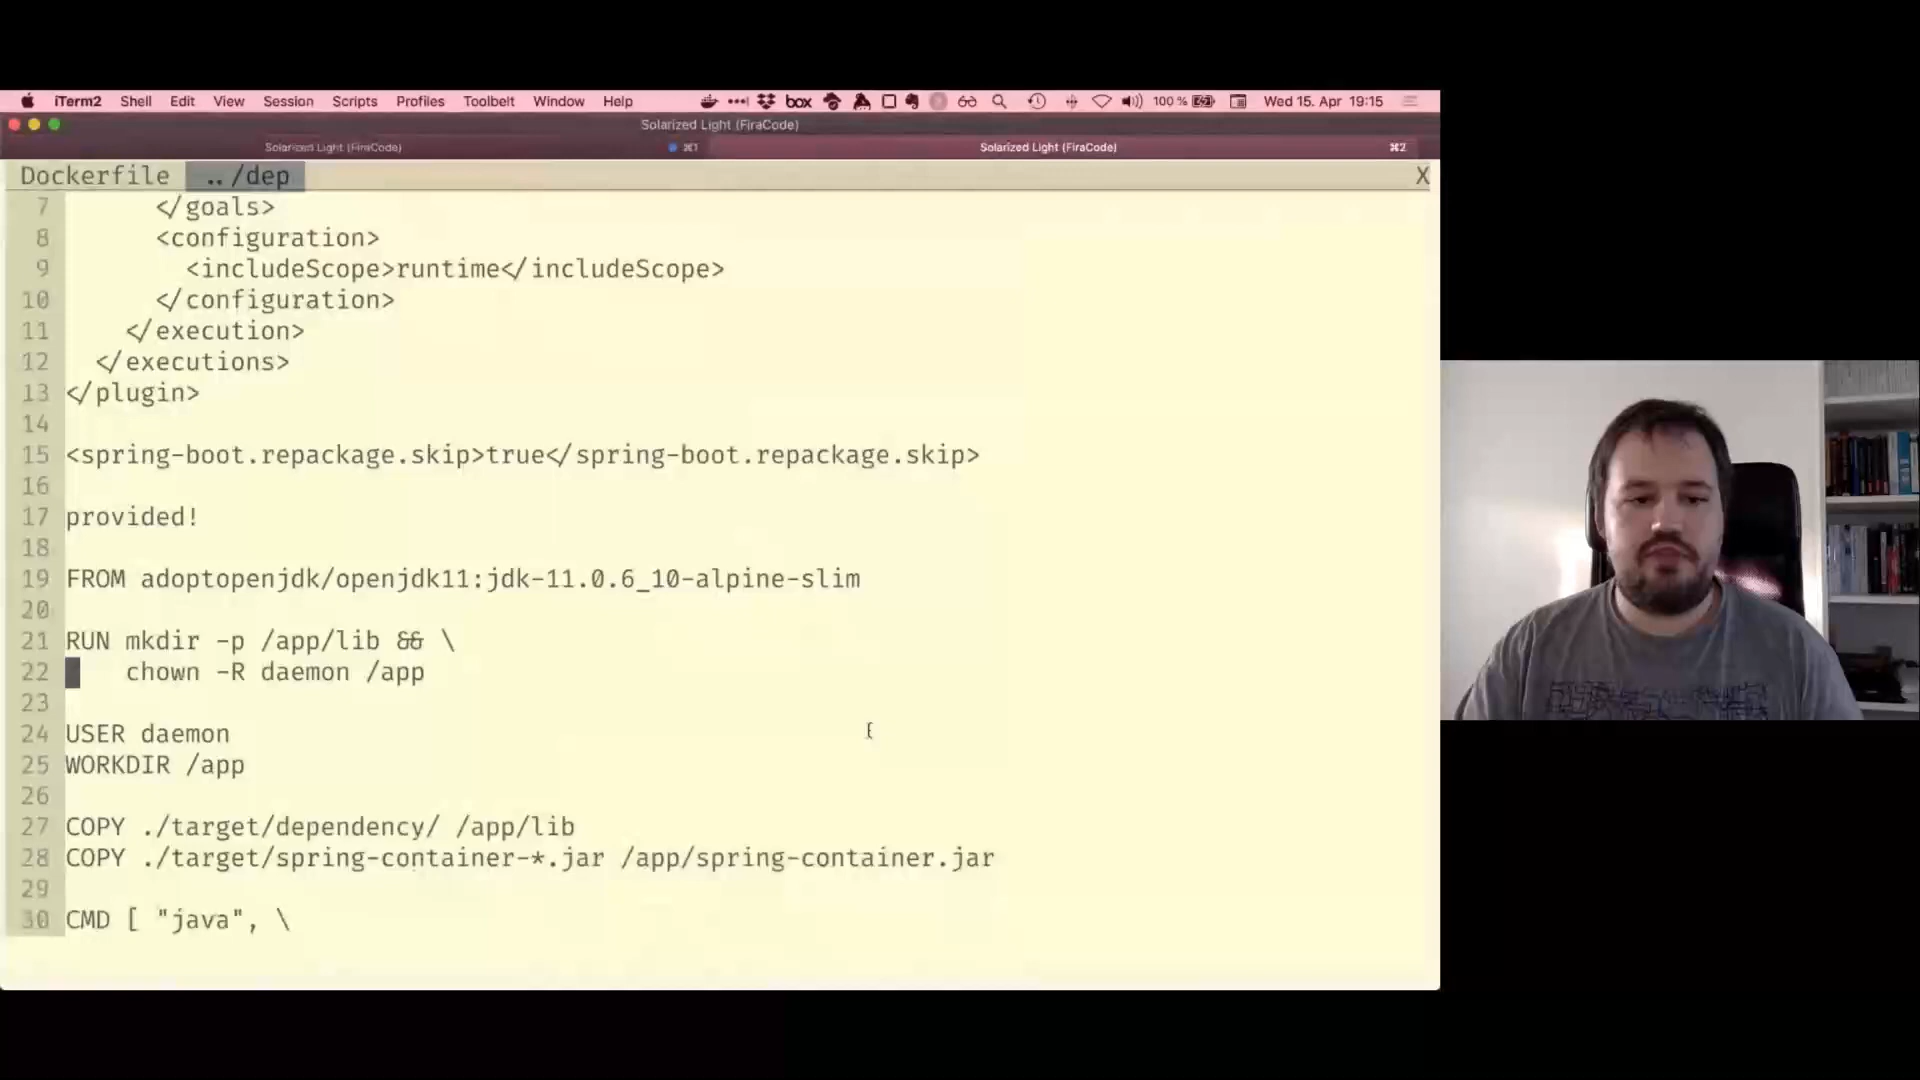 iTerm2 Shell Edit View Session Scripts Profiles Toolbelt Window Help box 100 % Wed 15. Apr 19:15
Solarized Light (FiraCode)
Solarized Light (FiraCode) ⌘1 Solarized Light (FiraCode) ⌘2
Dockerfile ../dep X
7 </goals>
8 <configuration>
9 <includeScope>runtime</includeScope>
10 </configuration>
11 </execution>
12 </executions>
13 </plugin>
14
15 <spring-boot.repackage.skip>true</spring-boot.repackage.skip>
16
17 provided!
18
19 FROM adoptopenjdk/openjdk11:jdk-11.0.6_10-alpine-slim
20
21 RUN mkdir -p /app/lib && \
22 chown -R daemon /app
23
24 USER daemon
25 WORKDIR /app
26
27 COPY ./target/dependency/ /app/lib
28 COPY ./target/spring-container-*.jar /app/spring-container.jar
29
30 CMD [ "java", \